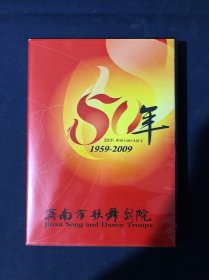 50年
50th Anniversary
1959-2009
济南市歌舞剧院
Jinan Song and Dance Troupe